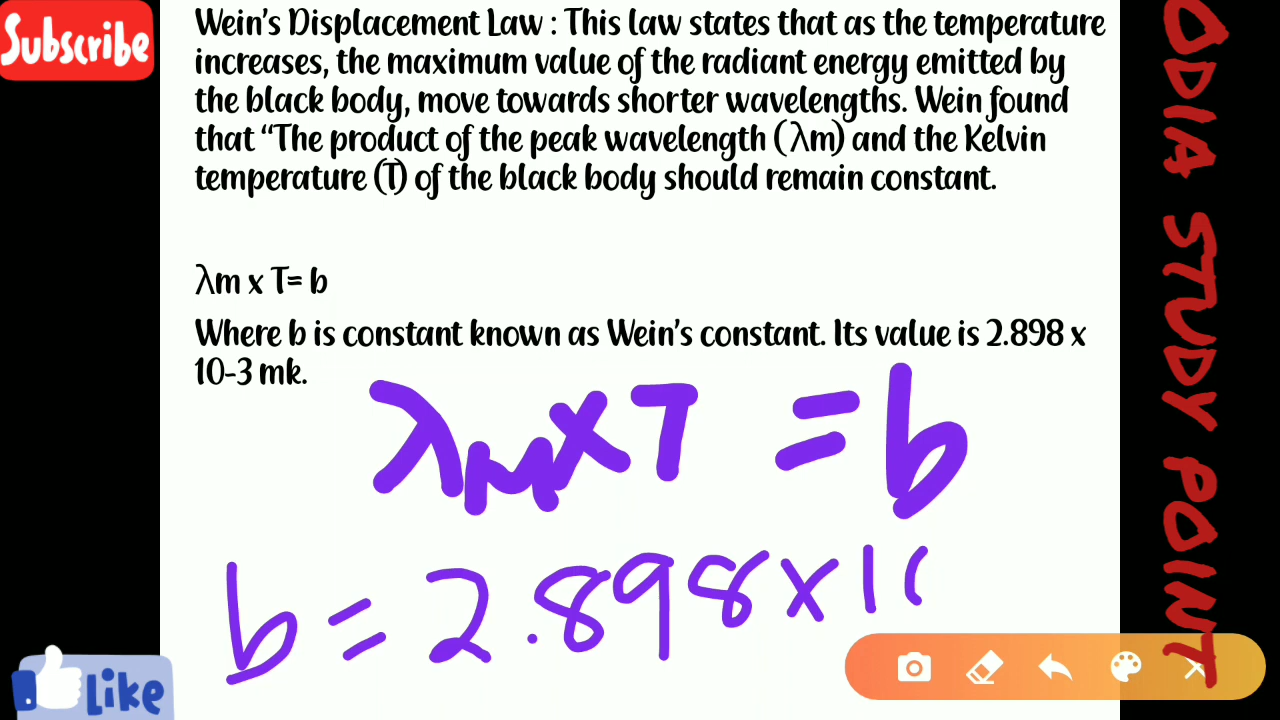 Subscribe
Wein's Displacement Law : This law states that as the temperature
increases, the maximum value of the radiant energy emitted by
the black body, move towards shorter wavelengths. Wein found
that “The product of the peak wavelength (λm) and the Kelvin
temperature (T) of the black body should remain constant.
λm x T= b
Where b is constant known as Wein's constant. Its value is 2.898 x
10-3 mk.
λm x T = b
b = 2.898 x 1(
Like
ODIA STUDY POINT